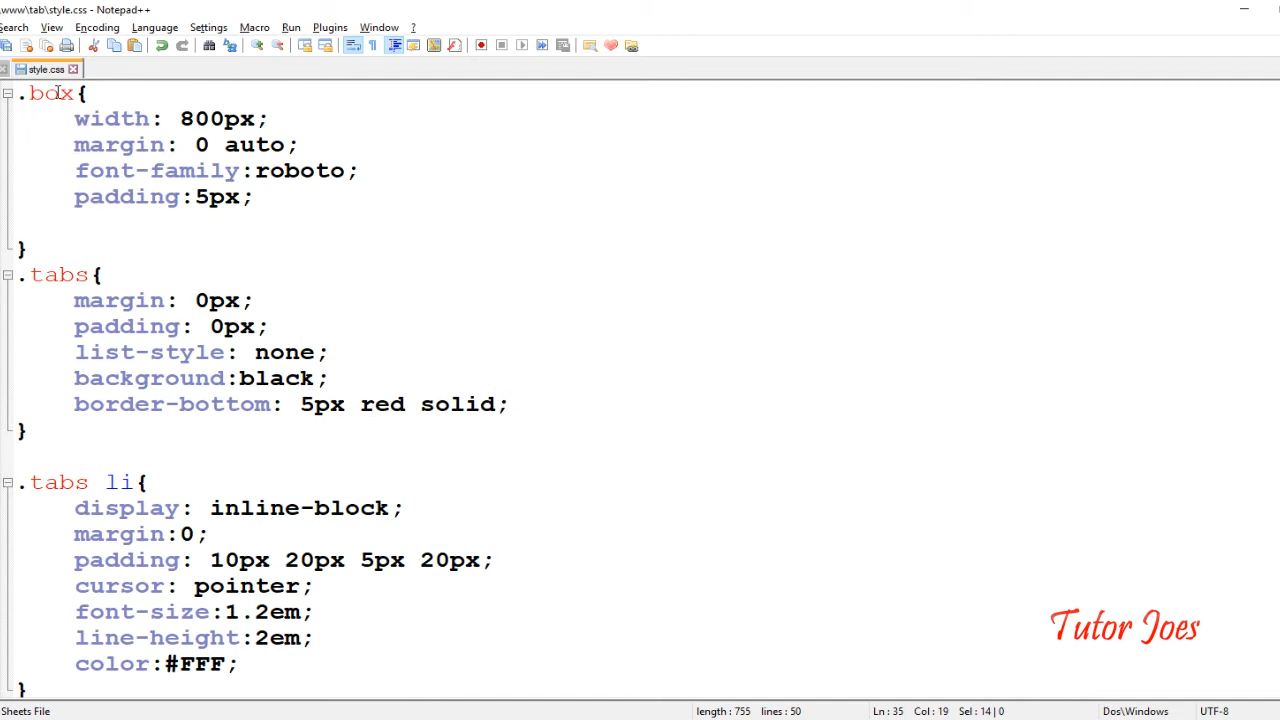 www\tab\style.css - Notepad++
Search View Encoding Language Settings Macro Run Plugins Window ?
style.css
.box{
width: 800px;
margin: 0 auto;
font-family:roboto;
padding:5px;
}
.tabs{
margin: 0px;
padding: 0px;
list-style: none;
background:black;
border-bottom: 5px red solid;
}
.tabs li{
display: inline-block;
margin:0;
padding: 10px 20px 5px 20px;
cursor: pointer;
font-size:1.2em;
line-height:2em;
color:#FFF;
}
Tutor Joes
Sheets File length : 755 lines : 50 Ln : 35 Col : 19 Sel : 14 | 0 Dos\Windows UTF-8